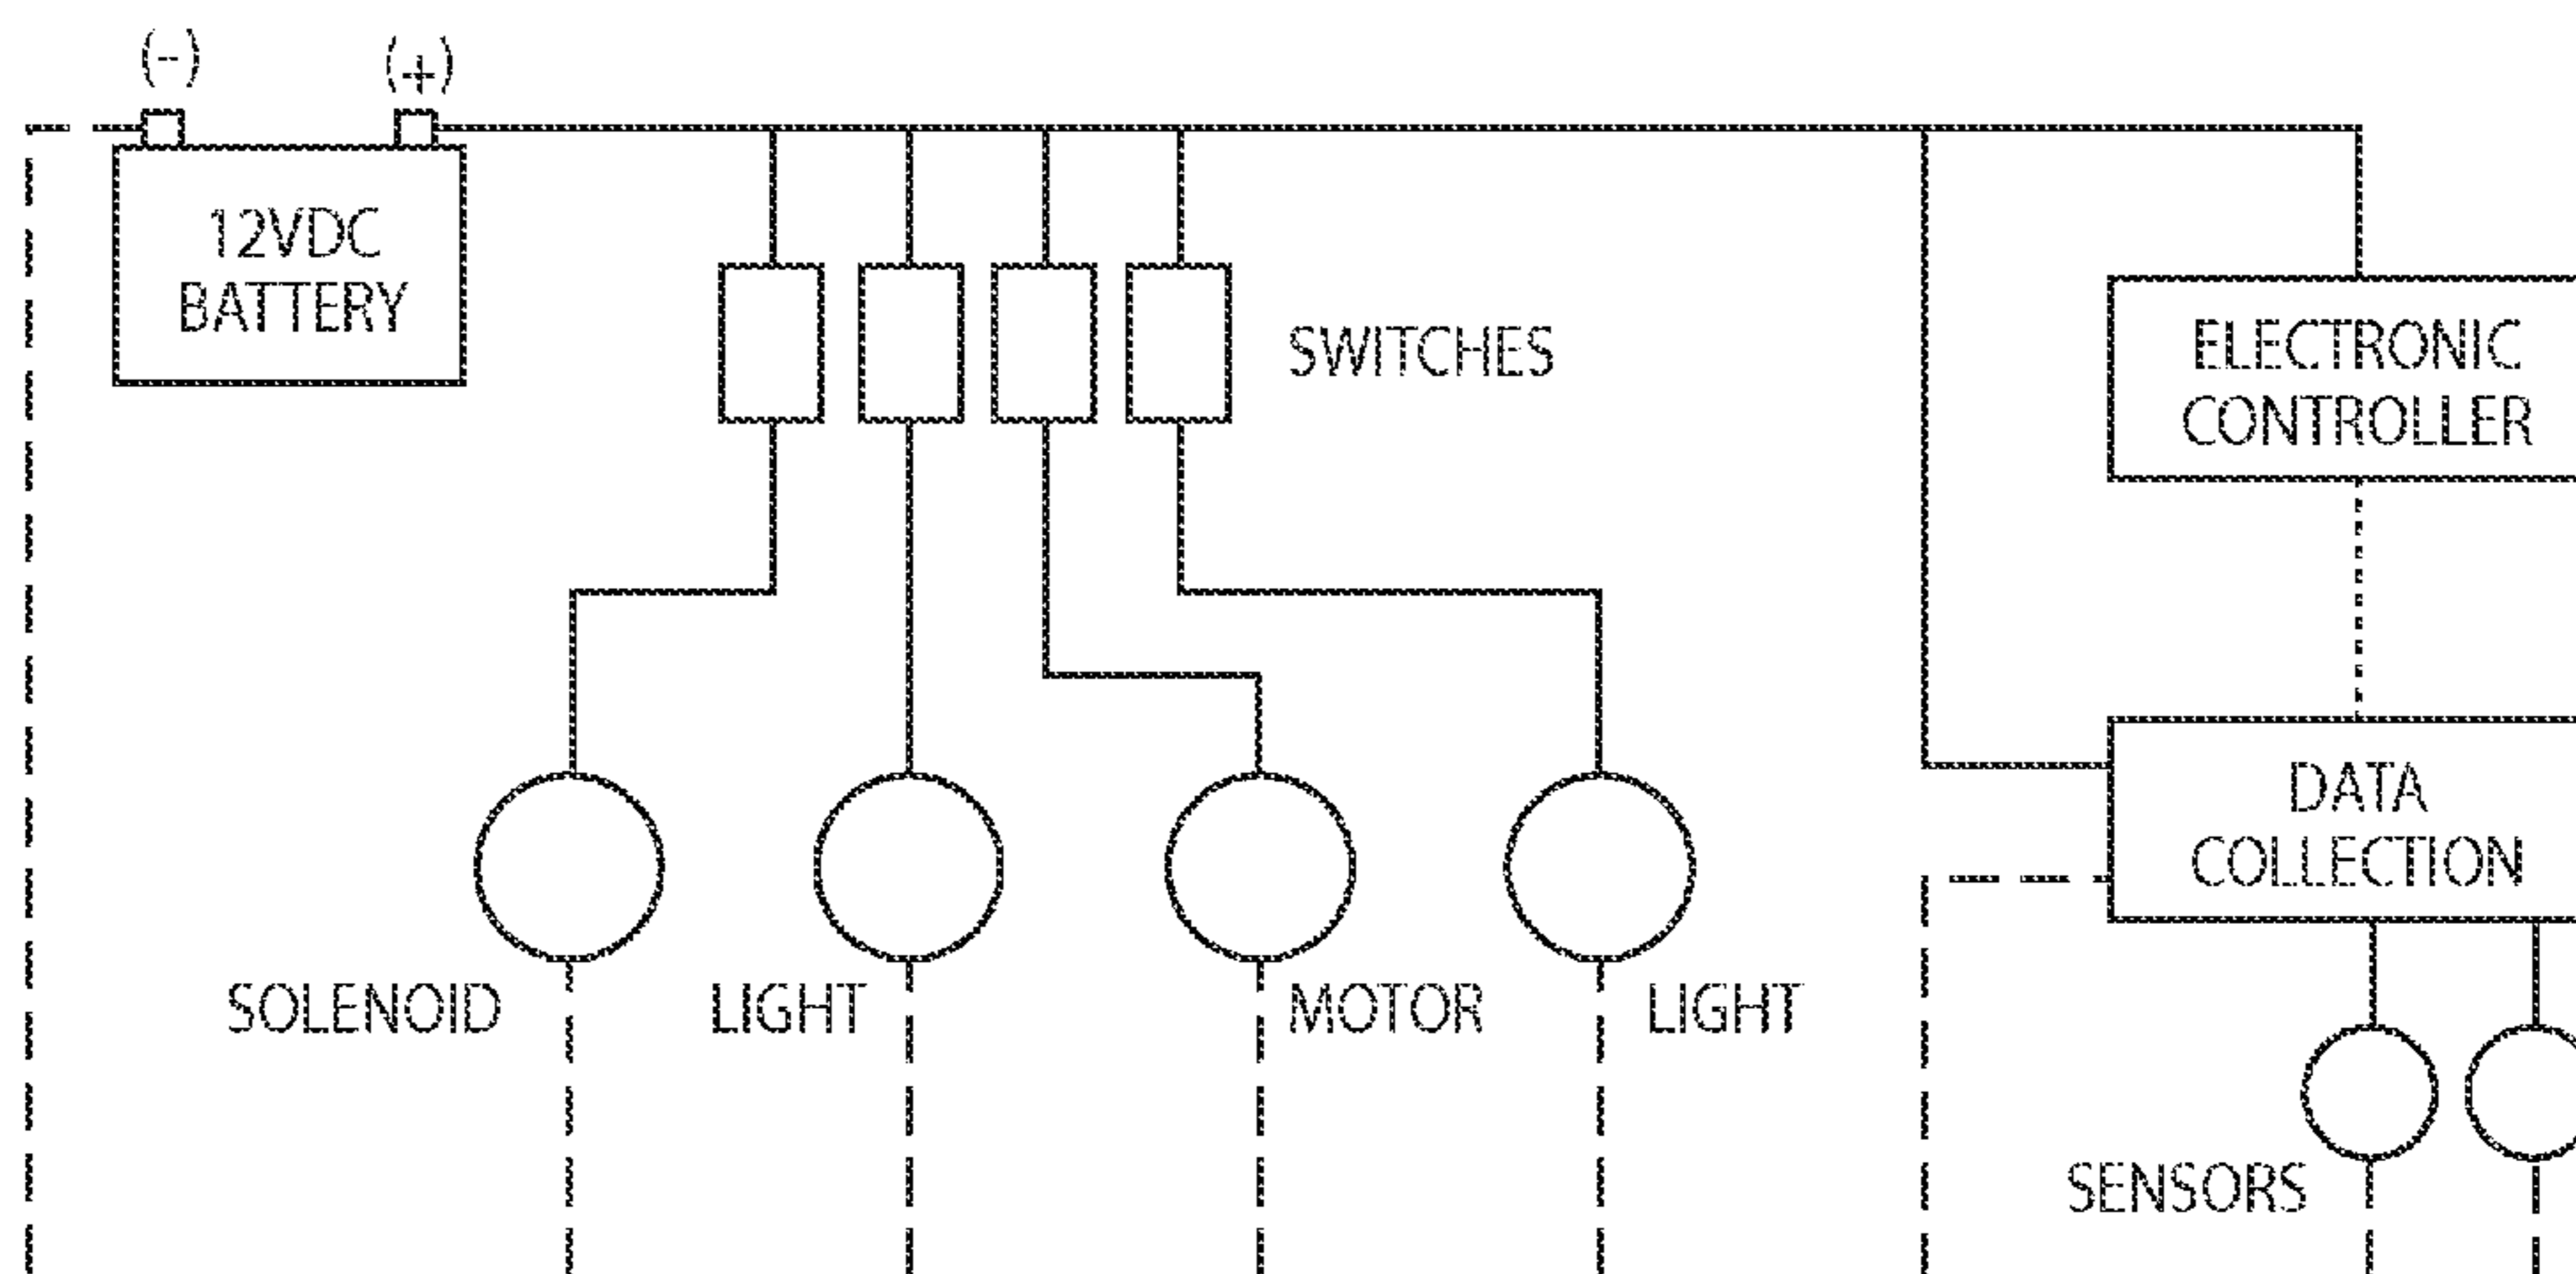 (-)
(+)
12VDC
BATTERY
SWITCHES
ELECTRONIC
CONTROLLER
DATA
COLLECTION
SOLENOID
LIGHT
MOTOR
LIGHT
SENSORS